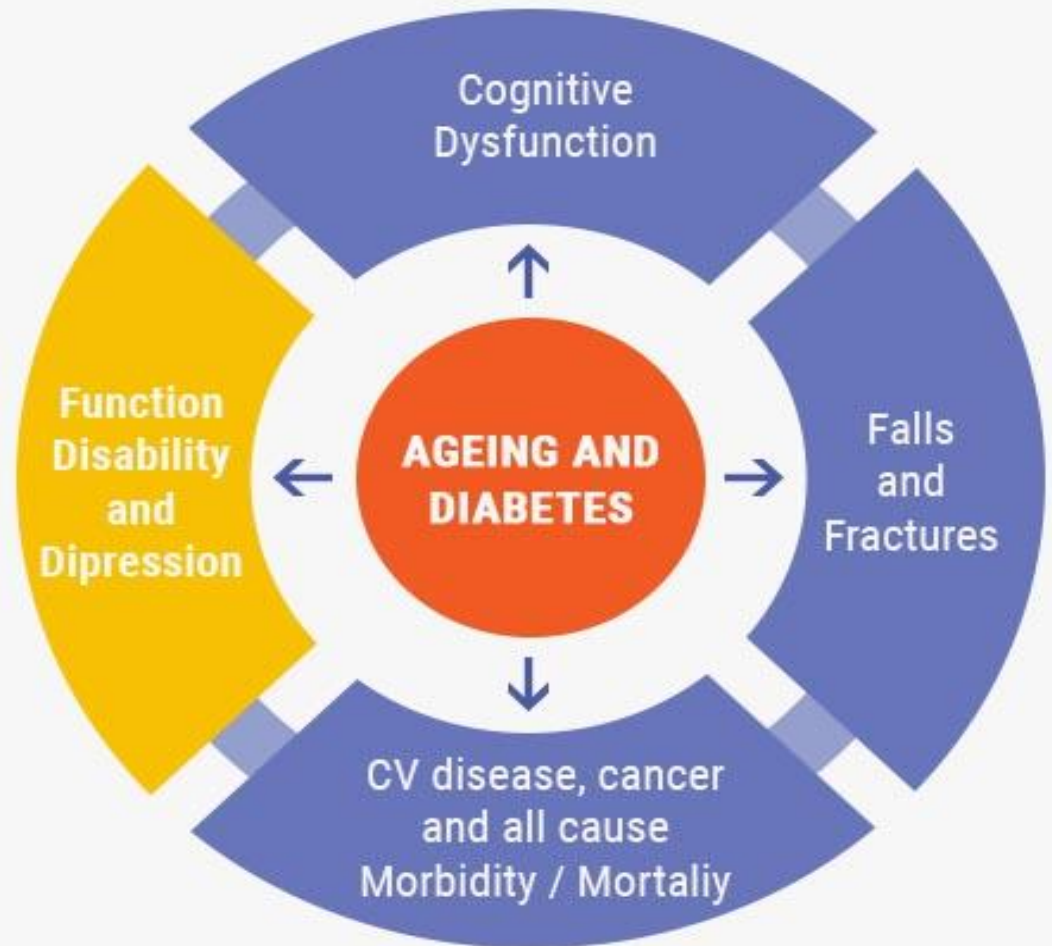 Cognitive
Dysfunction
Function
Disability
and
Dipression
AGEING AND
DIABETES
Falls
and
Fractures
CV disease, cancer
and all cause
Morbidity / Mortaliy